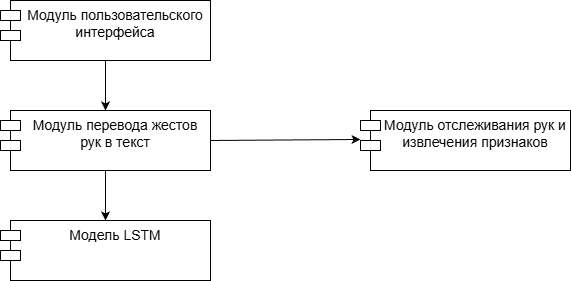 Модуль пользовательского
интерфейса
Модуль перевода жестов
рук в текст
Модуль отслеживания рук и
извлечения признаков
Модель LSTM